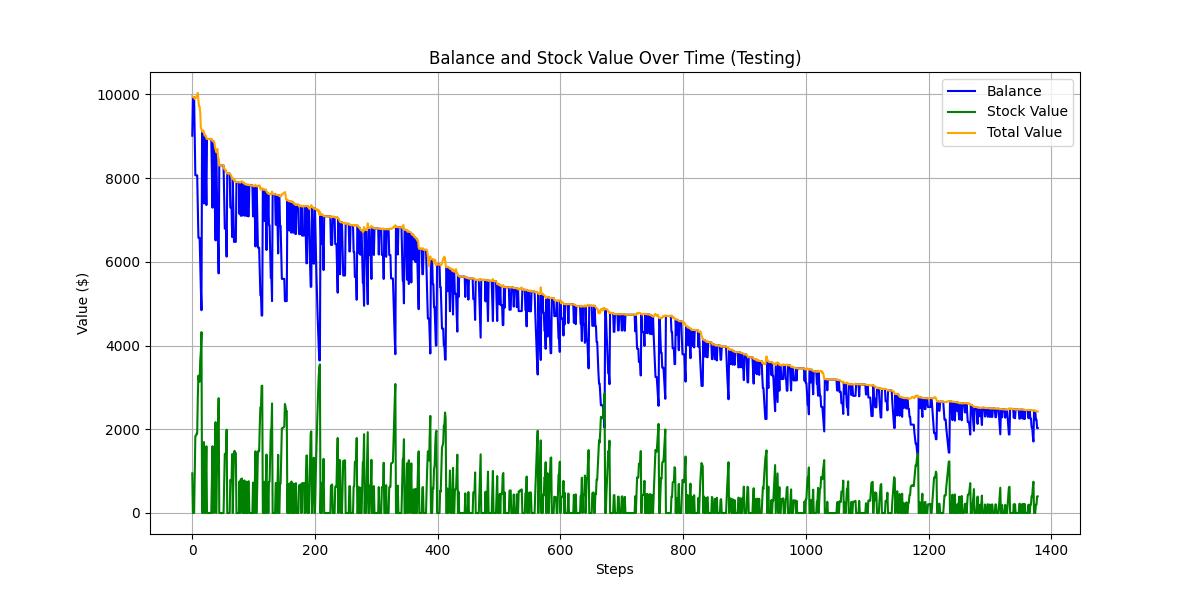 Balance and Stock Value Over Time (Testing)
Balance
Stock Value
Total Value
10000
8000
6000
4000
2000
0
Value ($)
0 200 400 600 800 1000 1200 1400
Steps